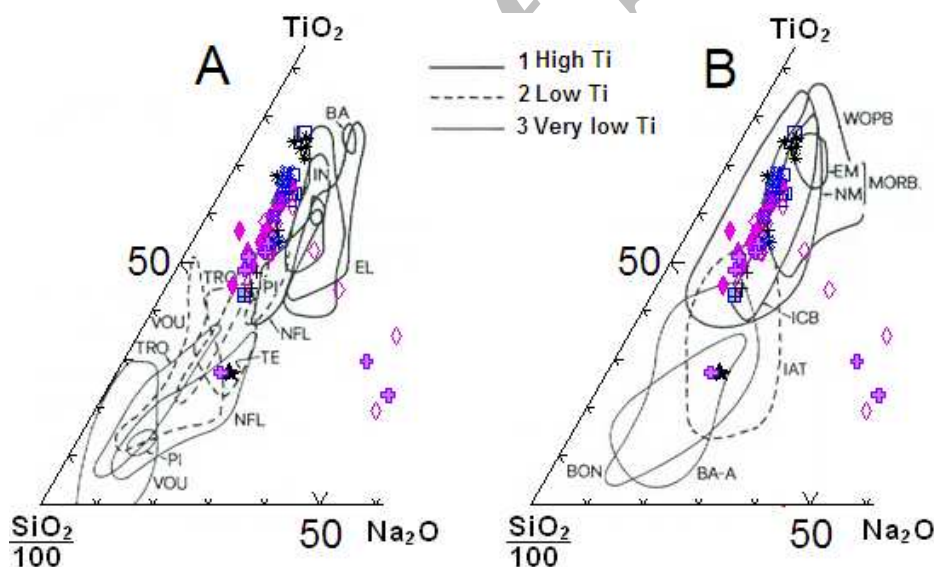 TiO2
A
BA
IN
50
TRO
PI
EL
VOU
NFL
TRO
TE
NFL
PI
VOU
SiO2
100
50
Na2O
1 High Ti
2 Low Ti
3 Very low Ti
TiO2
B
WOPB
EM
NM
MORB.
50
ICB
IAT
BON
BA-A
SiO2
100
50
Na2O